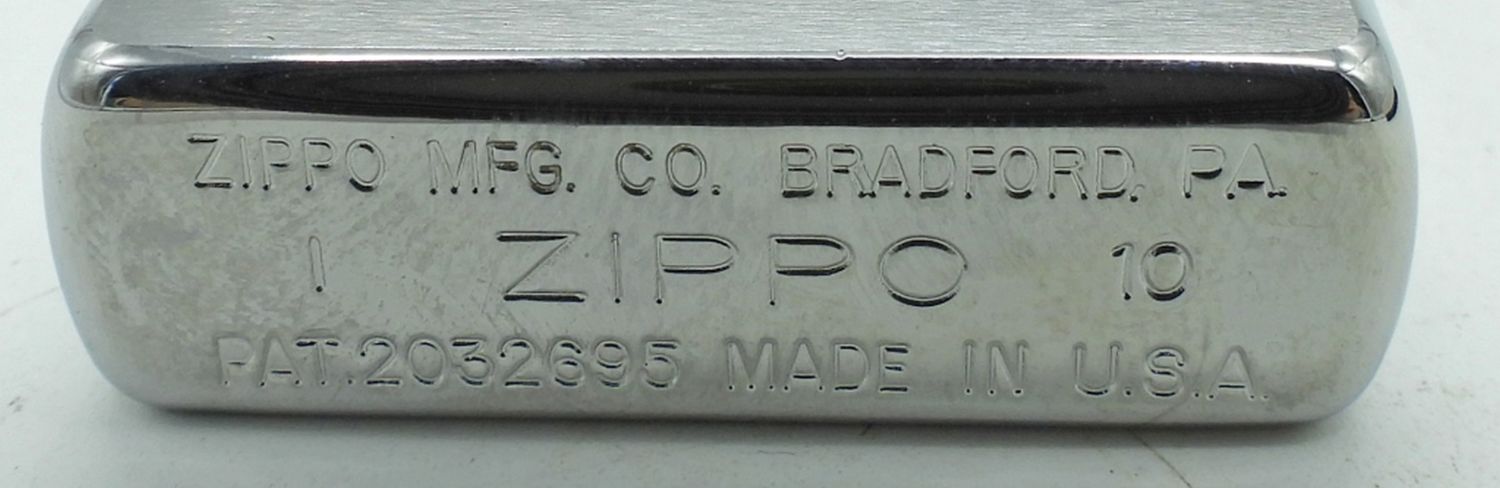 ZIPPO MFG. CO. BRADFORD, PA.
I ZIPPO 10
PAT.2032695 MADE IN U.S.A.